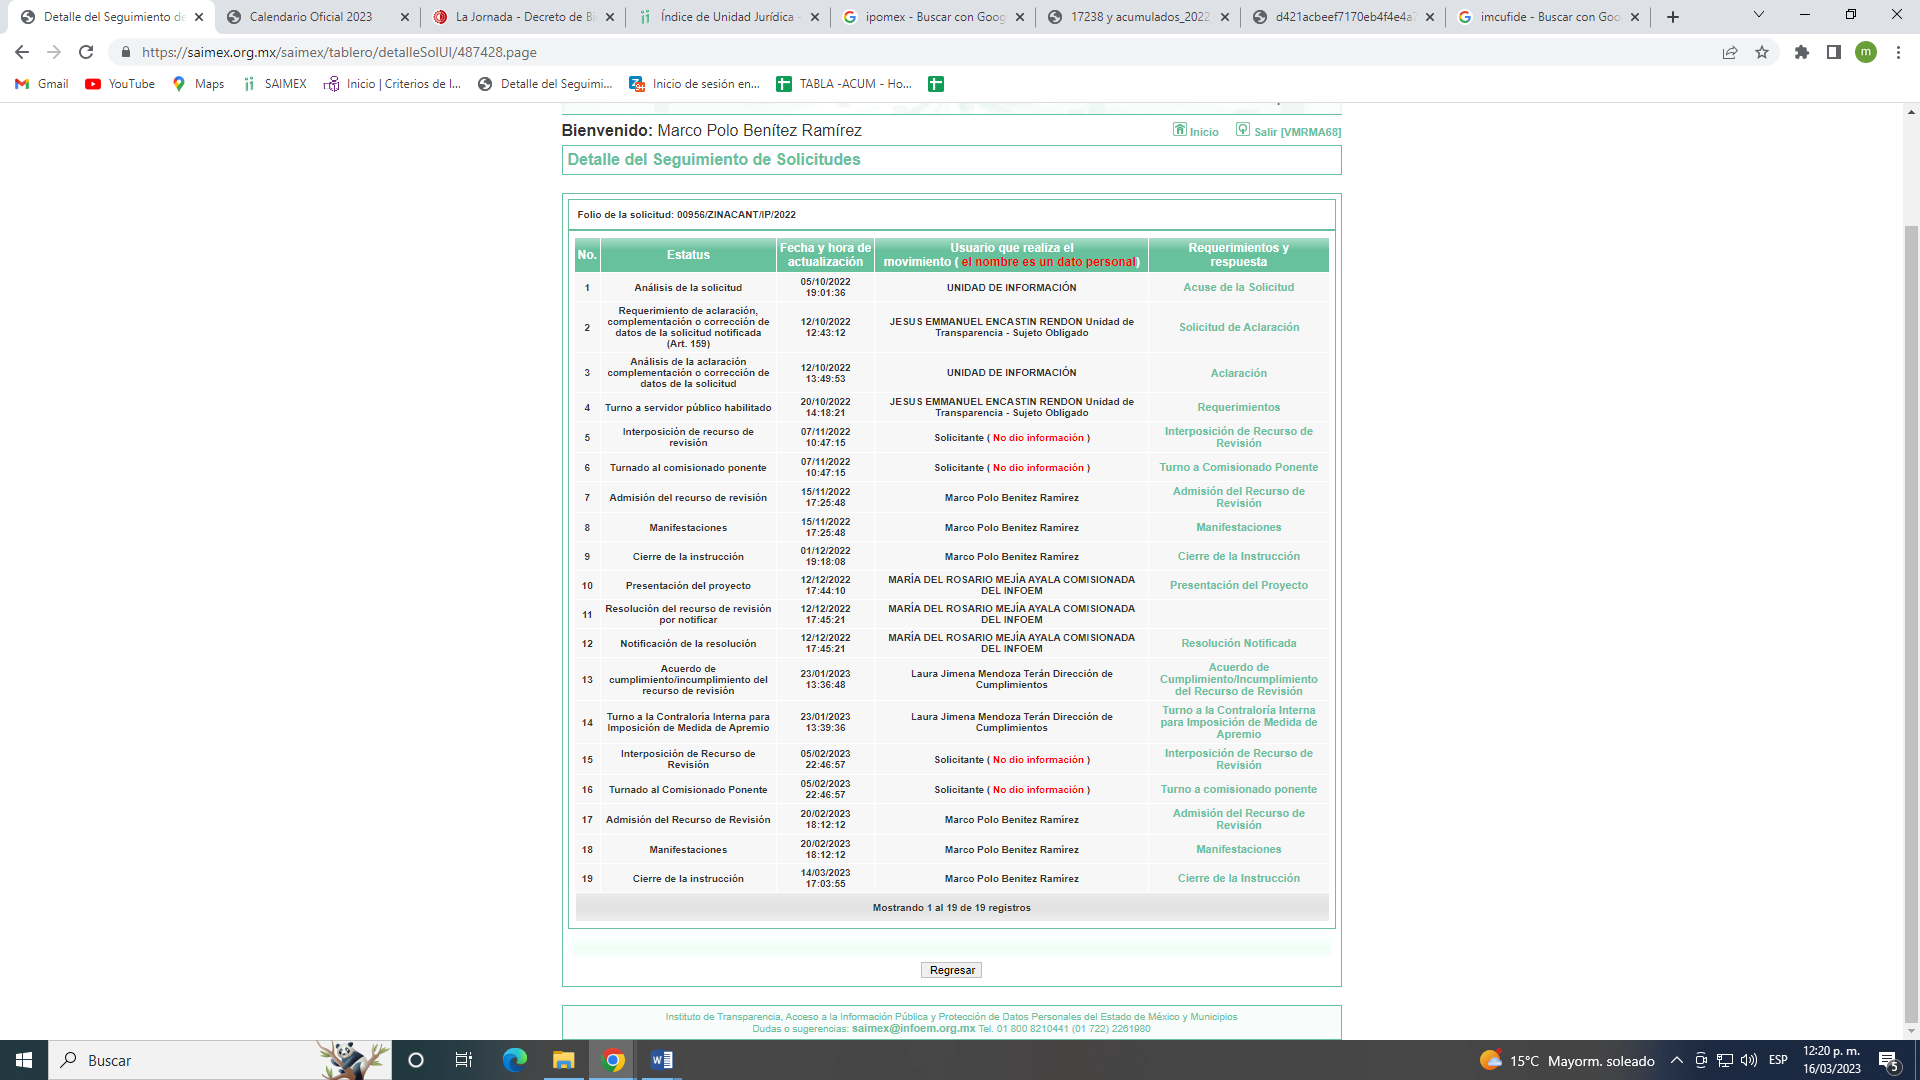 Detalle del Seguimiento de
Calendario Oficial 2023
La Jornada - Decreto de Bi
Índice de Unidad Jurídica
ipomex - Buscar con Goog
17238 y acumulados_2022
d421acbeef7170eb4f4e4a7
imcufide - Buscar con Goo
https://saimex.org.mx/saimex/tablero/detalleSolUI/487428.page
m
Gmail
YouTube
Maps
SAIMEX
Inicio | Criterios de I...
Detalle del Seguimi...
Inicio de sesión en...
TABLA -ACUM - Ho...
Bienvenido: Marco Polo Benítez Ramírez
Inicio
Salir [VMRMA68]
Detalle del Seguimiento de Solicitudes
Folio de la solicitud: 00956/ZINACANT/IP/2022
No.
Estatus
Fecha y hora de
actualización
Usuario que realiza el
movimiento ( el nombre es un dato personal)
Requerimientos y
respuesta
1
Análisis de la solicitud
05/10/2022
19:01:36
UNIDAD DE INFORMACIÓN
Acuse de la Solicitud
2
Requerimiento de aclaración,
complementación o corrección de
datos de la solicitud notificada
(Art. 159)
12/10/2022
12:43:12
JESUS EMMANUEL ENCASTIN RENDON Unidad de
Transparencia - Sujeto Obligado
Solicitud de Aclaración
3
Análisis de la aclaración
complementación o corrección de
datos de la solicitud
12/10/2022
13:49:53
UNIDAD DE INFORMACIÓN
Aclaración
4
Turno a servidor público habilitado
20/10/2022
14:18:21
JESUS EMMANUEL ENCASTIN RENDON Unidad de
Transparencia - Sujeto Obligado
Requerimientos
5
Interposición de recurso de
revisión
07/11/2022
10:47:15
Solicitante ( No dio información )
Interposición de Recurso de
Revisión
6
Turnado al comisionado ponente
07/11/2022
10:47:15
Solicitante ( No dio información )
Turno a Comisionado Ponente
7
Admisión del recurso de revisión
15/11/2022
17:25:48
Marco Polo Benítez Ramírez
Admisión del Recurso de
Revisión
8
Manifestaciones
15/11/2022
17:25:48
Marco Polo Benítez Ramírez
Manifestaciones
9
Cierre de la instrucción
01/12/2022
19:18:08
Marco Polo Benítez Ramírez
Cierre de la Instrucción
10
Presentación del proyecto
12/12/2022
17:44:10
MARÍA DEL ROSARIO MEJÍA AYALA COMISIONADA
DEL INFOEM
Presentación del Proyecto
11
Resolución del recurso de revisión
por notificar
12/12/2022
17:45:21
MARÍA DEL ROSARIO MEJÍA AYALA COMISIONADA
DEL INFOEM
12
Notificación de la resolución
12/12/2022
17:45:21
MARÍA DEL ROSARIO MEJÍA AYALA COMISIONADA
DEL INFOEM
Resolución Notificada
13
Acuerdo de
cumplimiento/incumplimiento del
recurso de revisión
23/01/2023
13:36:48
Laura Jimena Mendoza Terán Dirección de
Cumplimientos
Acuerdo de
Cumplimiento/Incumplimiento
del Recurso de Revisión
14
Turno a la Contraloría Interna para
Imposición de Medida de Apremio
23/01/2023
13:39:36
Laura Jimena Mendoza Terán Dirección de
Cumplimientos
Turno a la Contraloría Interna
para Imposición de Medida de
Apremio
15
Interposición de Recurso de
Revisión
05/02/2023
22:46:57
Solicitante ( No dio información )
Interposición de Recurso de
Revisión
16
Turnado al Comisionado Ponente
05/02/2023
22:46:57
Solicitante ( No dio información )
Turno a comisionado ponente
17
Admisión del Recurso de Revisión
20/02/2023
18:12:12
Marco Polo Benítez Ramírez
Admisión del Recurso de
Revisión
18
Manifestaciones
20/02/2023
18:12:12
Marco Polo Benítez Ramírez
Manifestaciones
19
Cierre de la instrucción
14/03/2023
17:03:55
Marco Polo Benítez Ramírez
Cierre de la Instrucción
Mostrando 1 al 19 de 19 registros
Regresar
Instituto de Transparencia, Acceso a la Información Pública y Protección de Datos Personales del Estado de México y Municipios
Dudas o sugerencias: saimex@infoem.org.mx Tel. 01 800 8210441 (01 722) 2261980
Buscar
15°C Mayorm. soleado
ESP
12:20 p. m.
16/03/2023
5